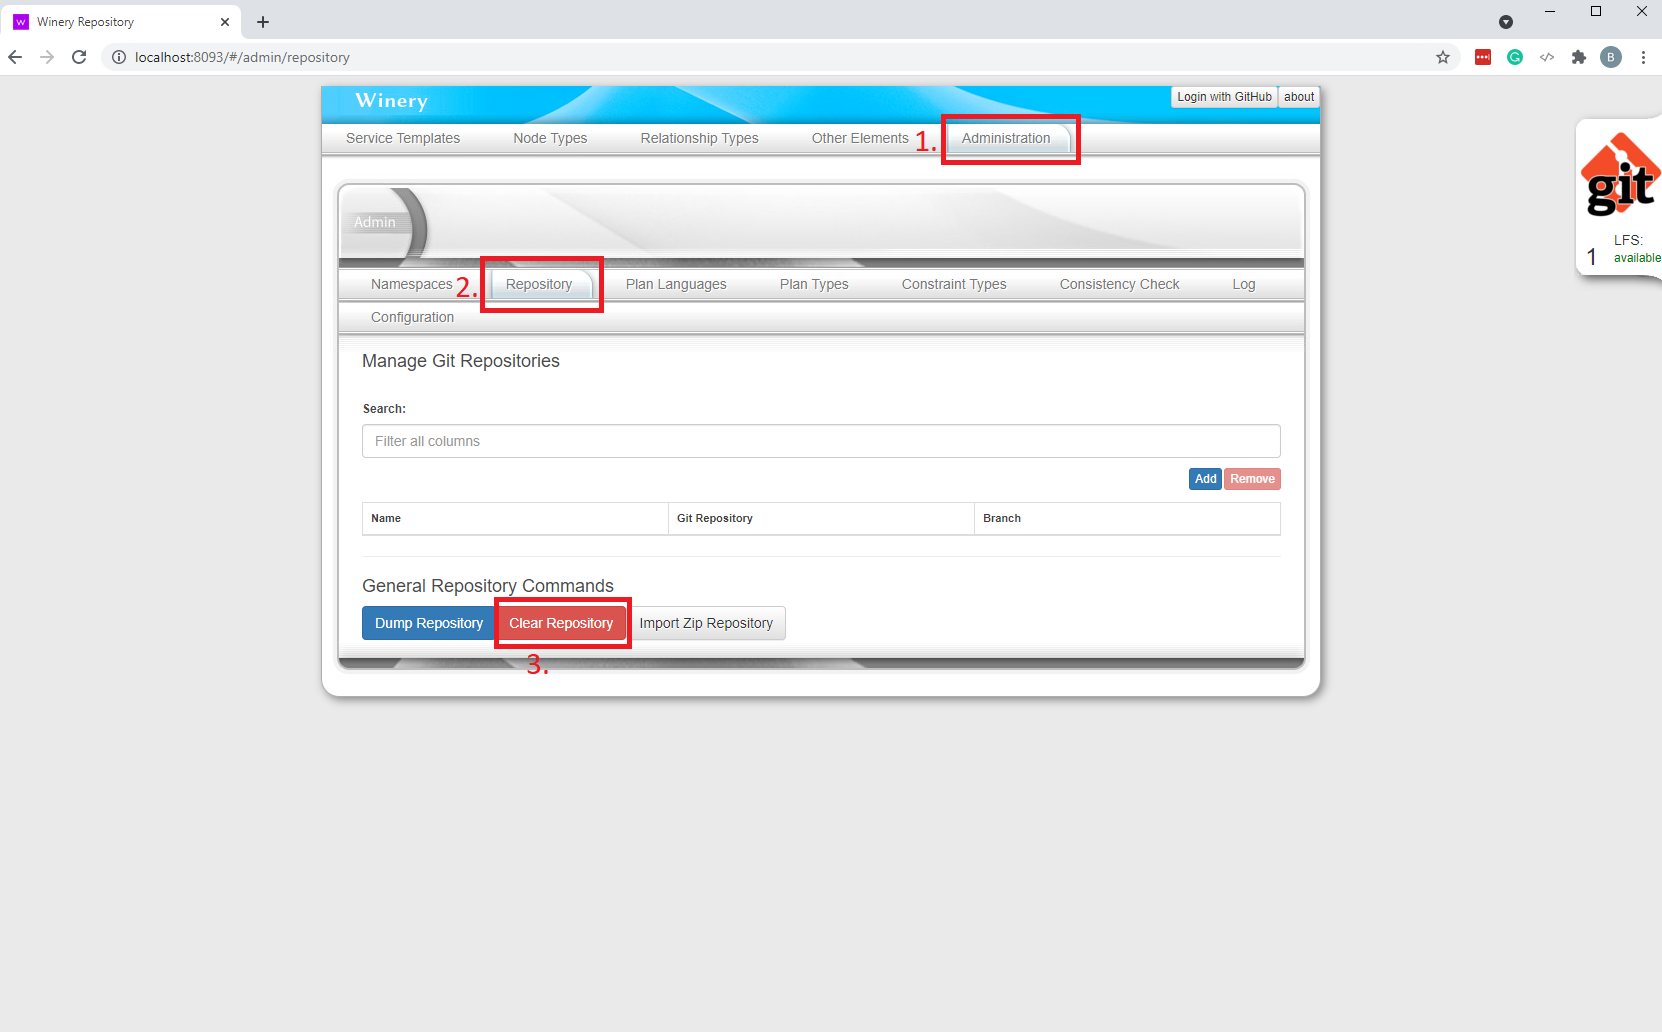 Winery Repository
localhost:8093/#/admin/repository
B
Winery
Login with GitHub about
Service Templates Node Types Relationship Types Other Elements 1. Administration
git
LFS:
1 available
Admin
Namespaces 2. Repository Plan Languages Plan Types Constraint Types Consistency Check Log
Configuration
Manage Git Repositories
Search:
Filter all columns
Add Remove
Name Git Repository Branch
General Repository Commands
Dump Repository Clear Repository Import Zip Repository
3.